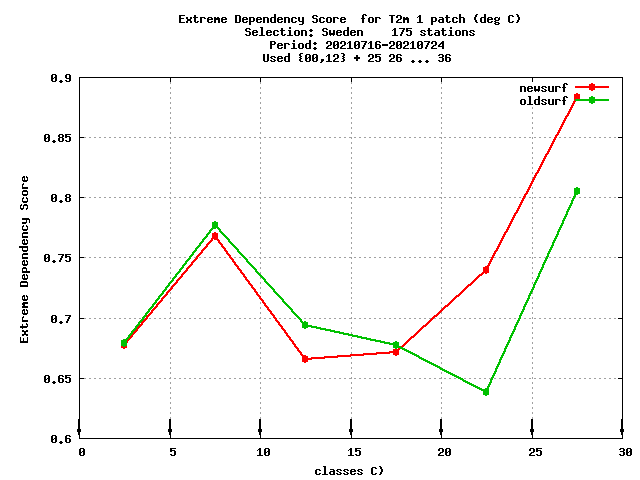 Extreme Dependency Score  for T2m 1 patch (deg C)
Selection: Sweden    175 stations
Period: 20210716-20210724
Used {00,12} + 25 26 ... 36
newsurf
oldsurf
0.9
0.85
0.8
0.75
0.7
0.65
0.6
Extreme Dependency Score
0 5 10 15 20 25 30
classes C)